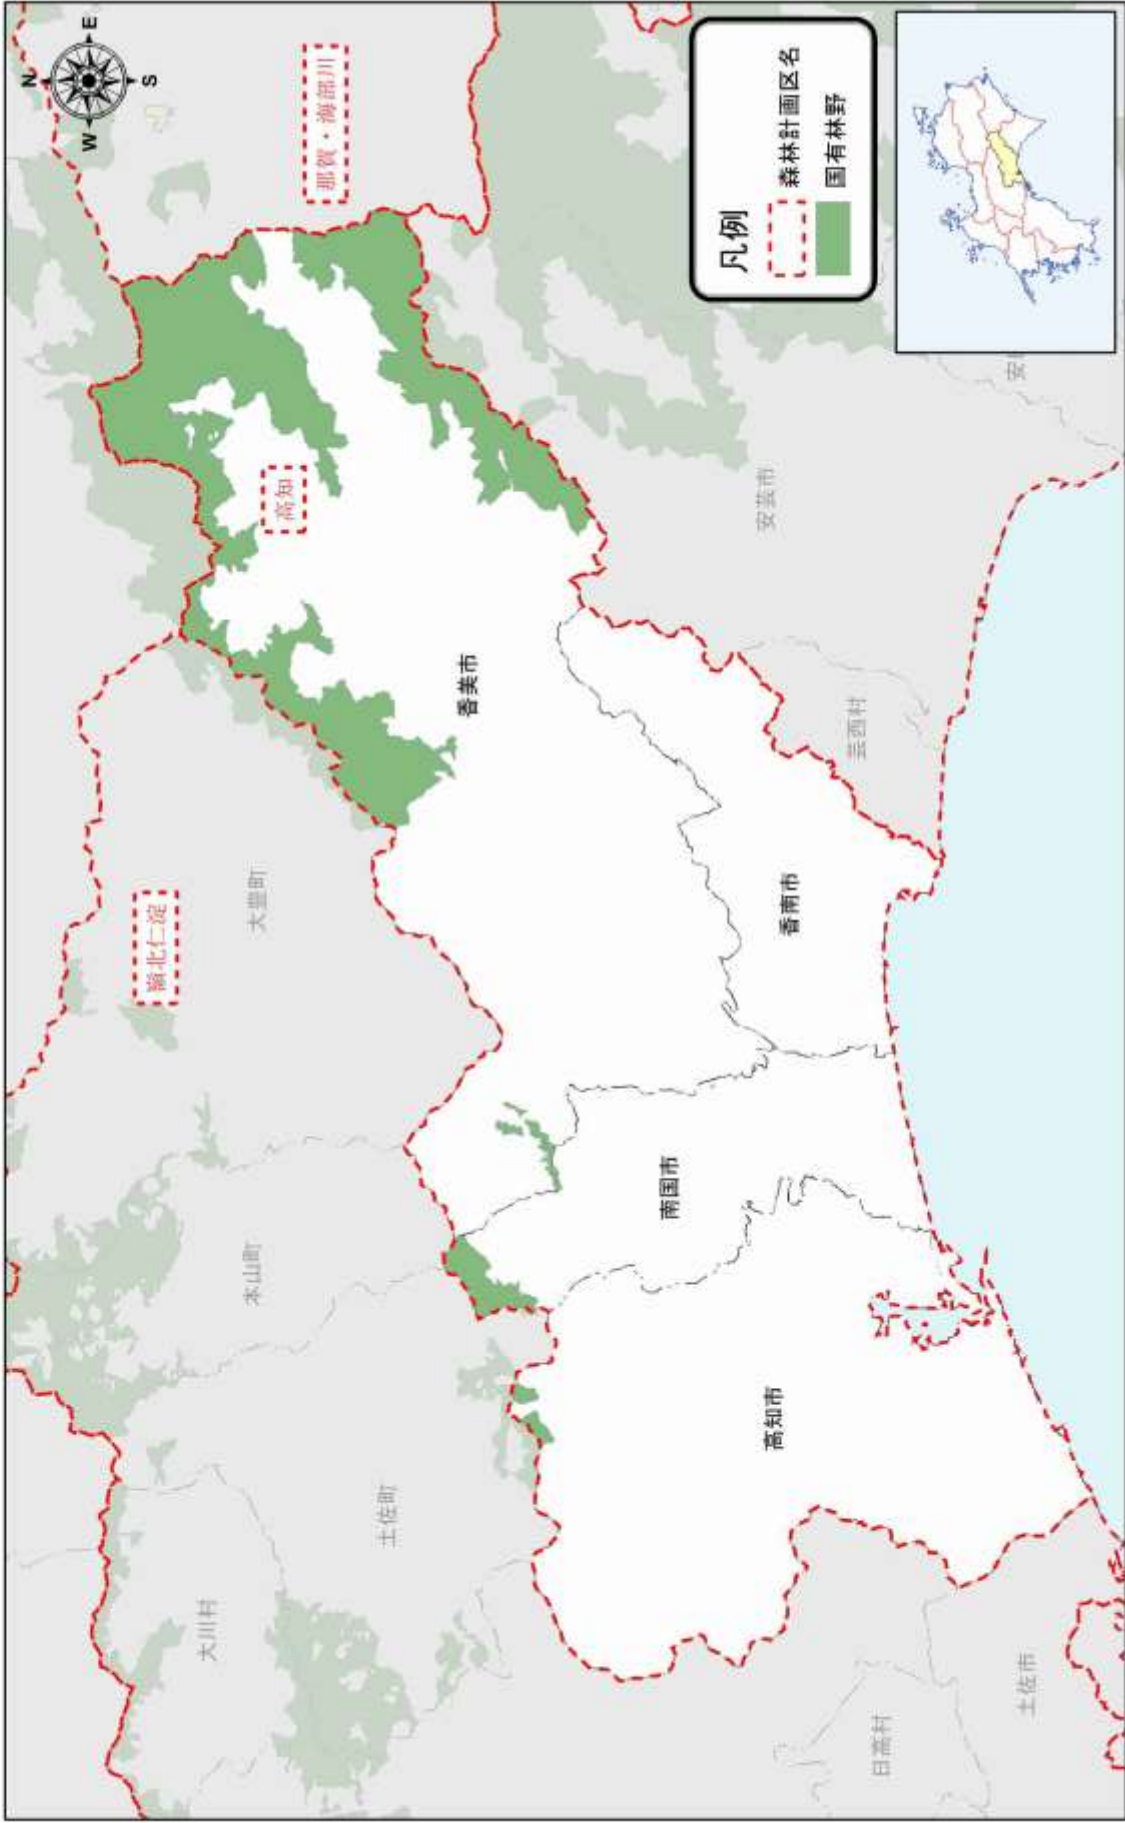 N
W
E
S
那賀・海部川
嶺北仁淀
高知
大川村
土佐町
本山町
大豊町
香美市
南国市
香南市
高知市
安芸市
芸西村
日高村
土佐市
凡例
森林計画区名
国有林野